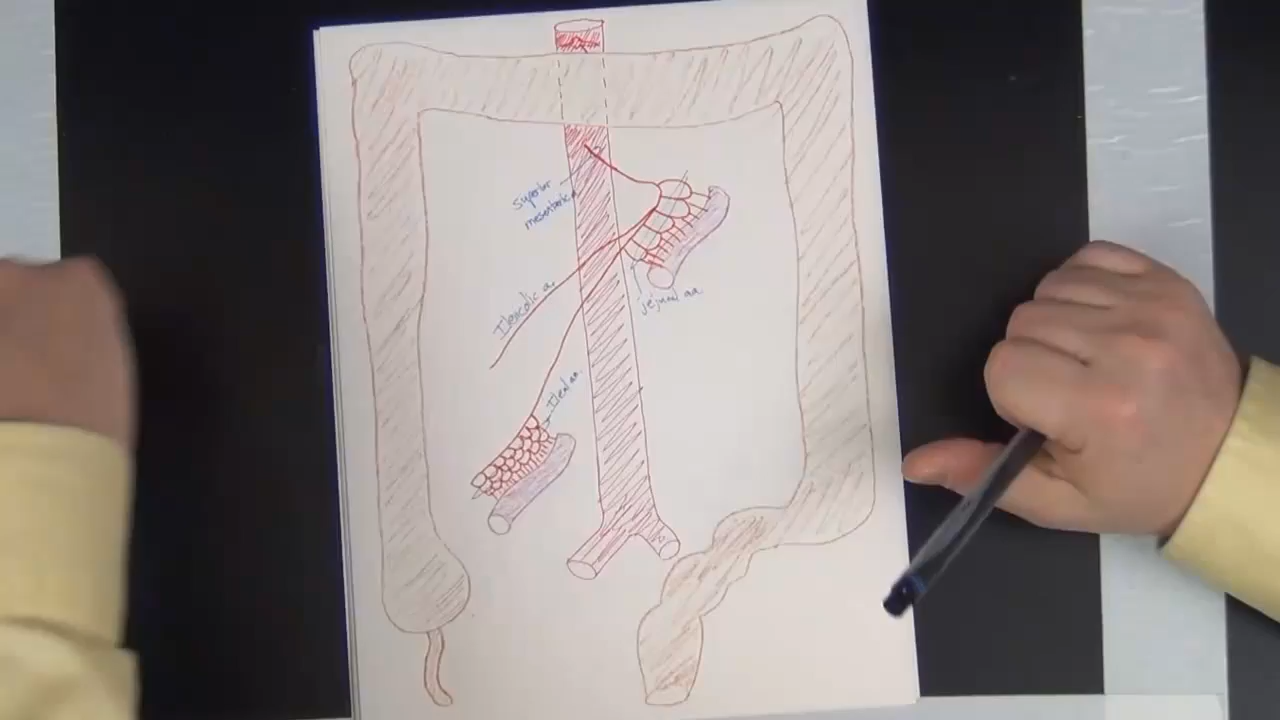 Superior
mesenteric a.
Ileocolic a.
jejunal aa.
Ileal aa.